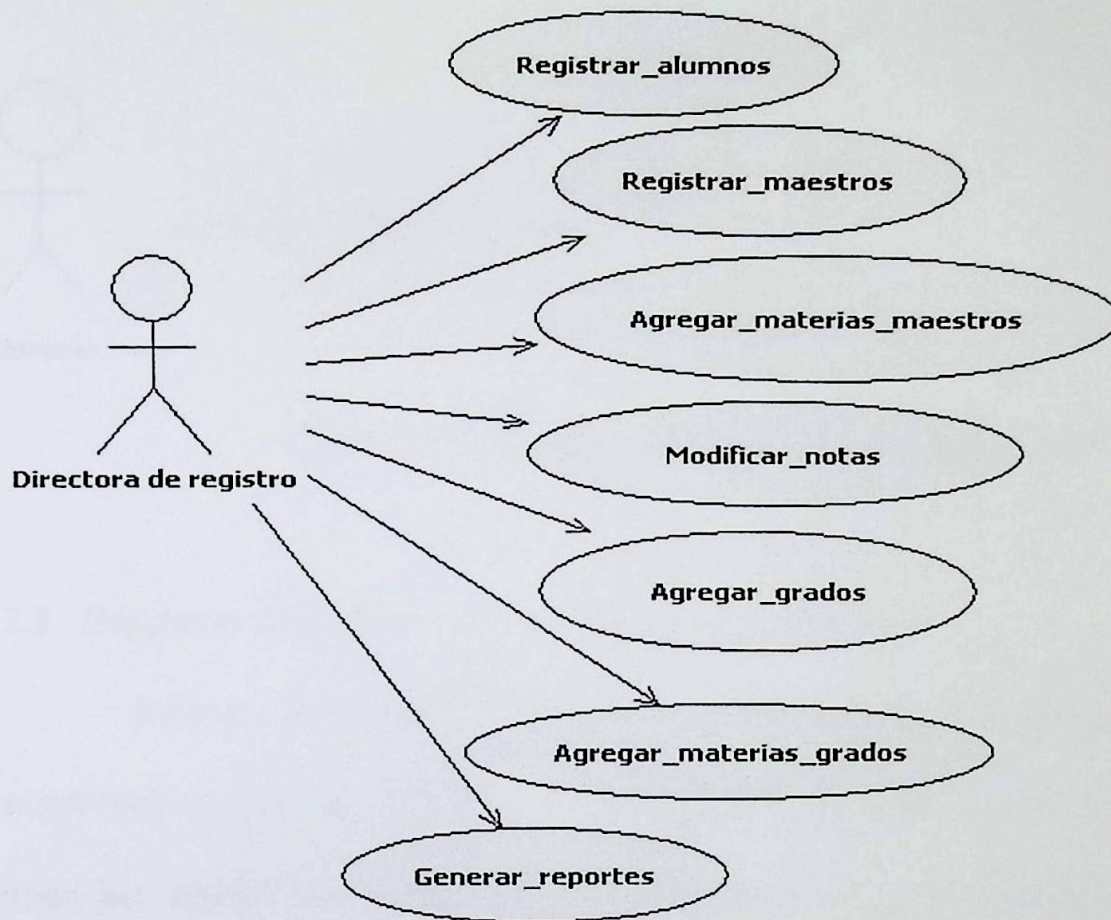 Registrar_alumnos
Registrar_maestros
Agregar_materias_maestros
Modificar_notas
Directora de registro
Agregar_grados
Agregar_materias_grados
Generar_reportes